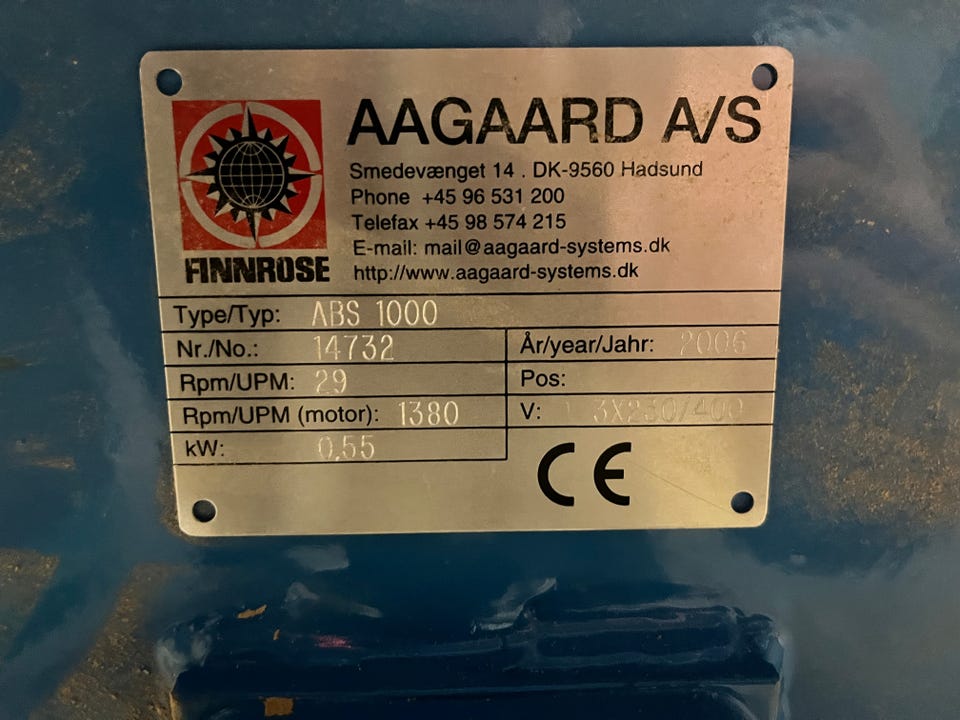 AAGAARD A/S
Smedevænget 14 . DK-9560 Hadsund
Phone +45 96 531 200
Telefax +45 98 574 215
E-mail: mail@aagaard-systems.dk
http://www.aagaard-systems.dk
FINNROSE
Type/Typ: ABS 1000
Nr./No.: 14732 År/year/Jahr: 2006
Rpm/UPM: 29 Pos:
Rpm/UPM (motor): 1380 V: 3X230/400
kW: 0,55
CE